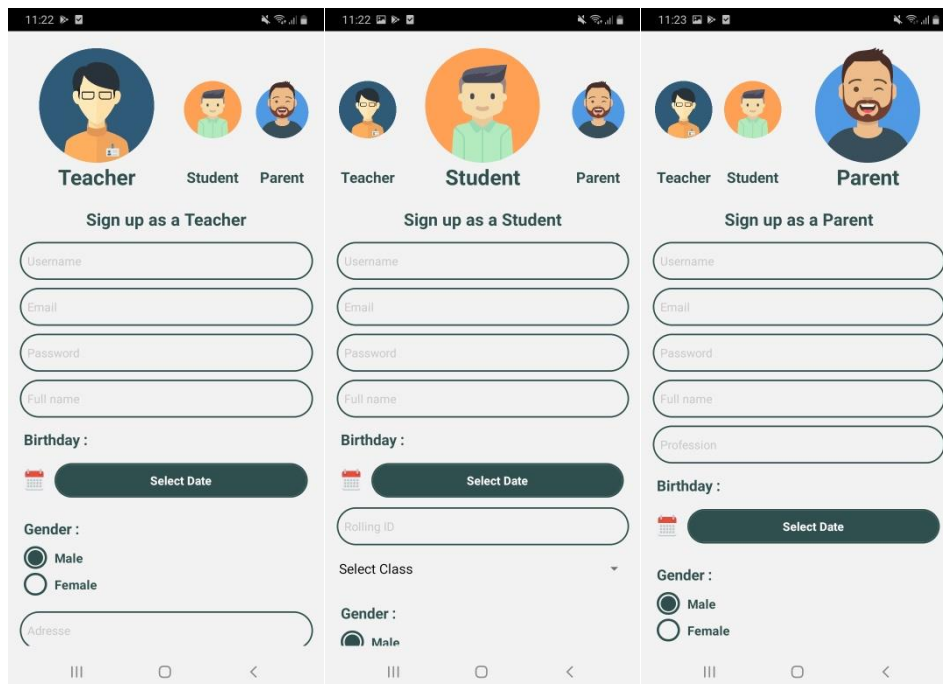 11:22
Teacher Student Parent
Sign up as a Teacher
Username
Email
Password
Full name
Birthday :
Select Date
Gender :
Male
Female
Adresse
11:22
Teacher Student Parent
Sign up as a Student
Username
Email
Password
Full name
Birthday :
Select Date
Rolling ID
Select Class
Gender :
Male
11:23
Teacher Student Parent
Sign up as a Parent
Username
Email
Password
Full name
Profession
Birthday :
Select Date
Gender :
Male
Female